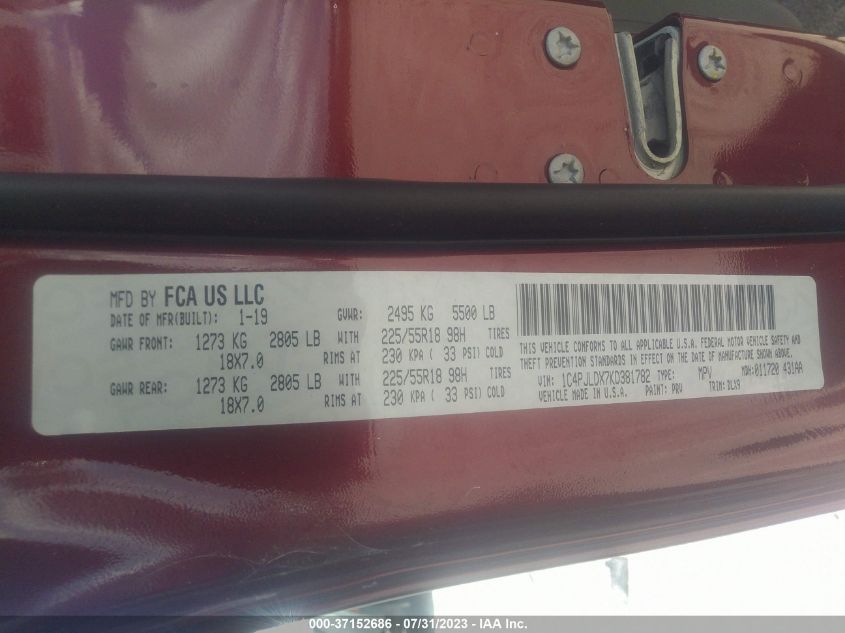 MFD BY FCA US LLC
DATE OF MFR(BUILT): 1-19 GVWR: 2495 KG 5500 LB
GAWR FRONT: 1273 KG 2805 LB WITH 225/55R18 98H TIRES
18X7.0 RIMS AT 230 KPA ( 33 PSI) COLD
GAWR REAR: 1273 KG 2805 LB WITH 225/55R18 98H TIRES
18X7.0 RIMS AT 230 KPA ( 33 PSI) COLD
THIS VEHICLE CONFORMS TO ALL APPLICABLE U.S.A. FEDERAL MOTOR VEHICLE SAFETY AND
THEFT PREVENTION STANDARDS IN EFFECT ON THE DATE OF MANUFACTURE SHOWN ABOVE.
VIN: 1C4PJLDX7KD381782 TYPE: MPV MDH: 011720 431AA
VEHICLE MADE IN U.S.A. PAINT: PRV TRIM: DLX9
000-37152686 - 07/31/2023 - IAA Inc.